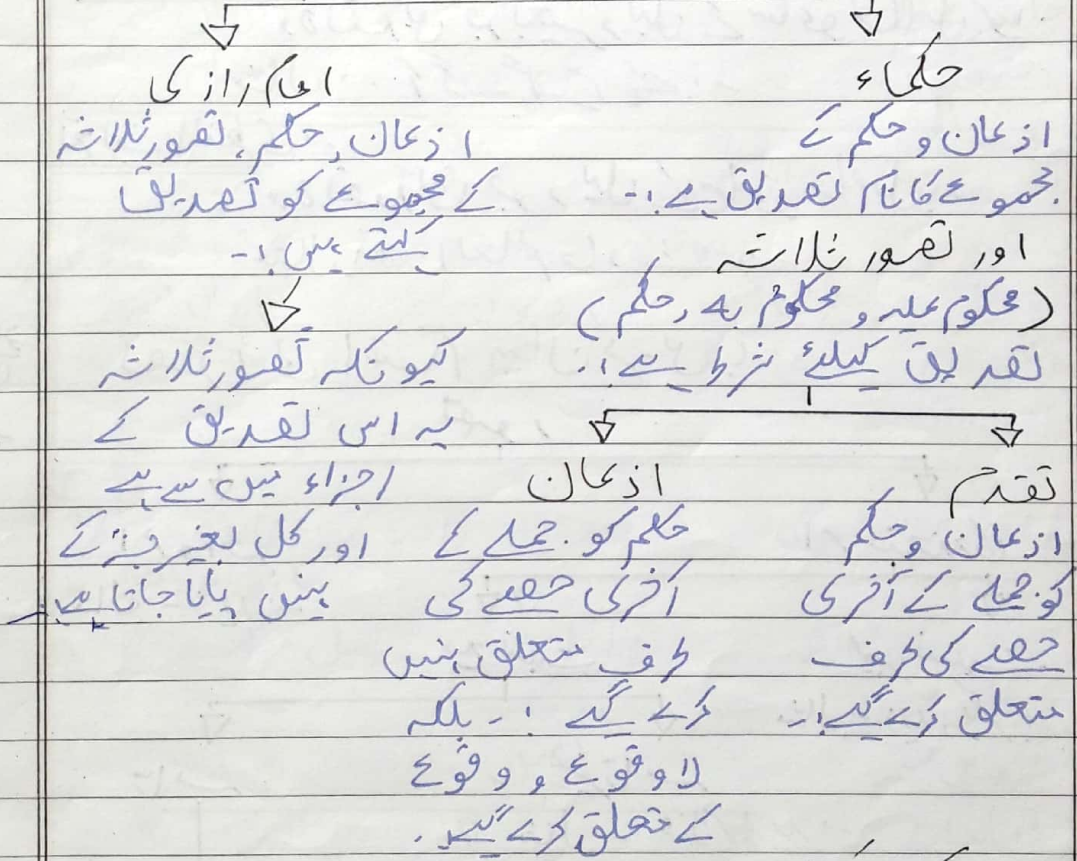 حکماء
اذعان و حکم کے
مجموعے کا نام تصدیق ہے :-
اور تصور ثلاثہ
(محکوم علیہ و محکوم بہ و حکم)
تصدیق کیلئے شرط ہے :-
تقدم
اذعان و حکم
کو جملے کے آخری
حصے کی طرف
متعلق کرے گے :-
اذعان
حکم کو جملے کے
آخری حصے کی
طرف متعلق نہیں
کرے گے :- بلکہ
لا وقوع و وقوع
کے متعلق کرے گے .
امام رازی
اذعان , حکم , تصور ثلاثہ
کے مجموعے کو تصدیق
کہتے ہیں :-
کیونکہ تصور ثلاثہ
یہ اس تصدیق کے
اجزاء میں سے ہے
اور کل بغیر جز کے
نہیں پایا جاتا ہے